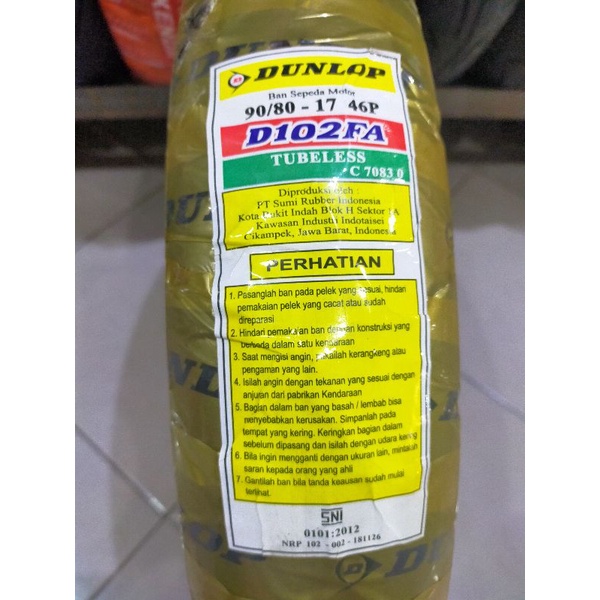 DUNLOP
Ban Sepeda Motor
90/80 - 17 46P
D102FA
TUBELESS
C 7083 0
Diproduksi oleh :
PT Sumi Rubber Indonesia
Kota Bukit Indah Blok H Sektor 1A
Kawasan Industri Indotaisei
Cikampek, Jawa Barat, Indonesia
PERHATIAN
1. Pasanglah ban pada pelek yang sesuai, hindari
pemakaian pelek yang cacat atau sudah
direparasi
2. Hindari pemakaian ban dengan konstruksi yang
berbeda dalam satu kendaraan
3. Saat mengisi angin, pakailah kerangkeng atau
pengaman yang lain.
4. Isilah angin dengan tekanan yang sesuai dengan
anjuran dari pabrikan Kendaraan
5. Bagian dalam ban yang basah / lembab bisa
menyebabkan kerusakan. Simpanlah pada
tempat yang kering. Keringkan bagian dalam
sebelum dipasang dan isilah dengan udara kering
6. Bila ingin mengganti dengan ukuran lain, mintalah
saran kepada orang yang ahli
7. Gantilah ban bila tanda keausan sudah mulai
terlihat.
SNI
0101:2012
NRP 102 - 002 - 181126
DUNLOP